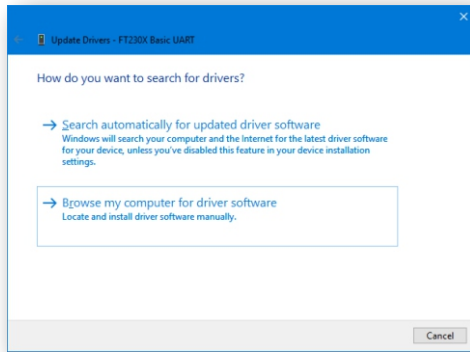 Update Drivers - FT230X Basic UART
How do you want to search for drivers?
Search automatically for updated driver software
Windows will search your computer and the Internet for the latest driver software
for your device, unless you've disabled this feature in your device installation
settings.
Browse my computer for driver software
Locate and install driver software manually.
Cancel